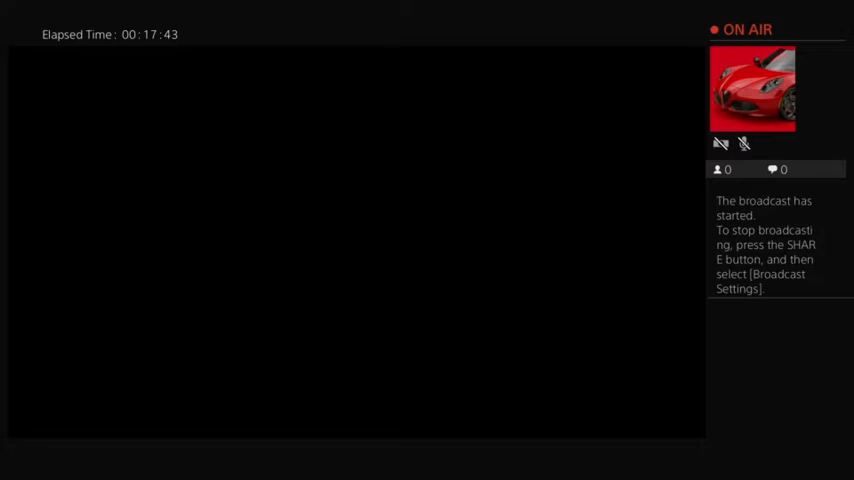 Elapsed Time: 00:17:43
ON AIR
0 0
The broadcast has
started.
To stop broadcasti
ng, press the SHAR
E button, and then
select [Broadcast
Settings].